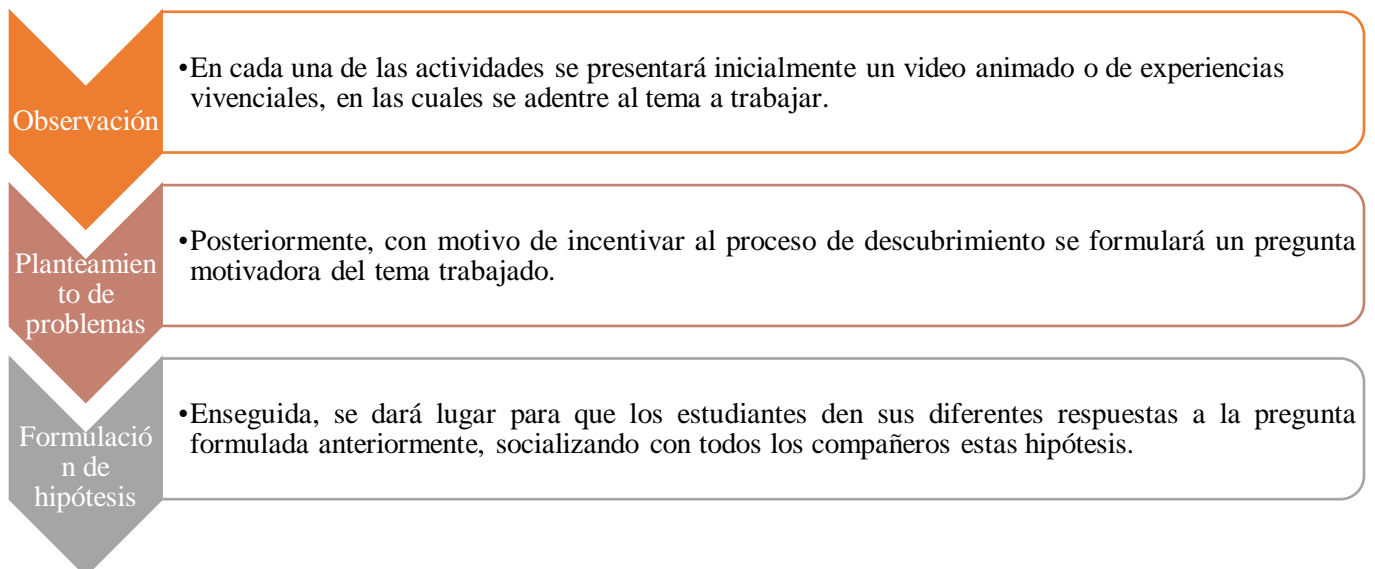 Observación
•En cada una de las actividades se presentará inicialmente un video animado o de experiencias
vivenciales, en las cuales se adentre al tema a trabajar.
Planteamien
to de
problemas
•Posteriormente, con motivo de incentivar al proceso de descubrimiento se formulará un pregunta
motivadora del tema trabajado.
Formulació
n de
hipótesis
•Enseguida, se dará lugar para que los estudiantes den sus diferentes respuestas a la pregunta
formulada anteriormente, socializando con todos los compañeros estas hipótesis.